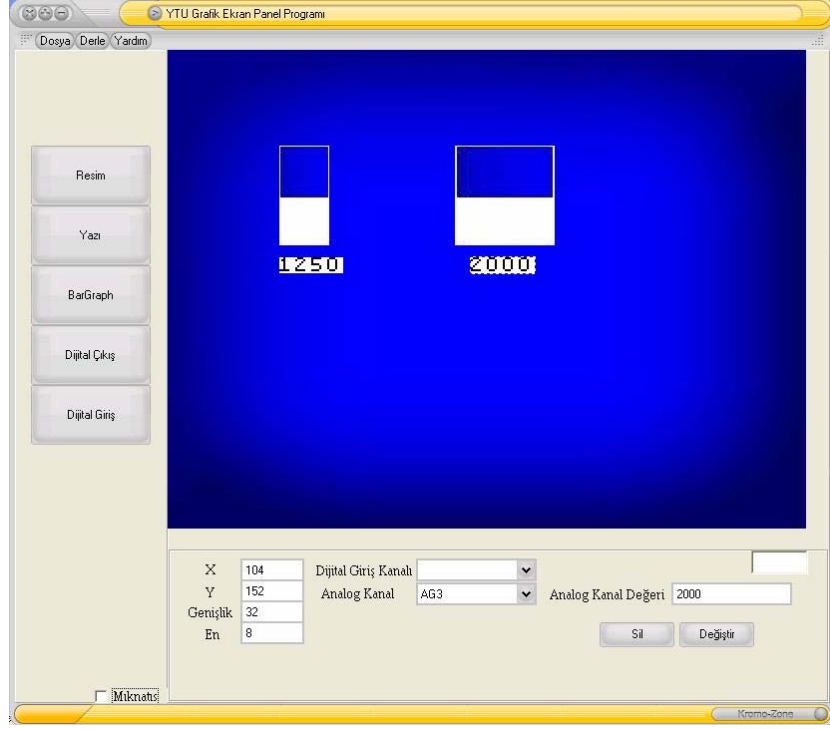 YTU Grafik Ekran Panel Programı
Dosya Derle Yardım
Resim
Yazı
BarGraph
Dijital Çıkış
Dijital Giriş
1250 2000
X 104 Dijital Giriş Kanalı
Y 152 Analog Kanal AG3 Analog Kanal Değeri 2000
Genişlik 32
En 8
Sil Değiştir
Mıknatıs
Kromo-Zone